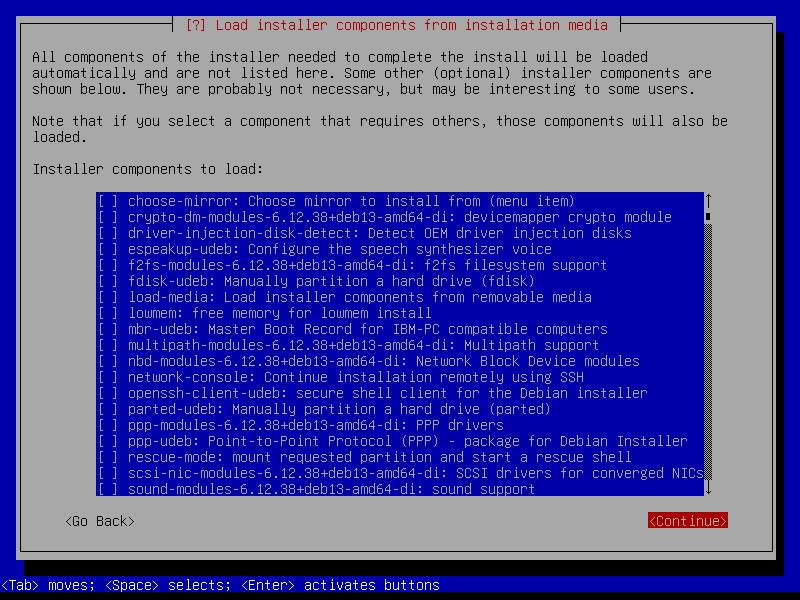 [?] Load installer components from installation media
All components of the installer needed to complete the install will be loaded
automatically and are not listed here. Some other (optional) installer components are
shown below. They are probably not necessary, but may be interesting to some users.
Note that if you select a component that requires others, those components will also be
loaded.
Installer components to load:
[ ] choose-mirror: Choose mirror to install from (menu item)
[ ] crypto-dm-modules-6.12.38+deb13-amd64-di: devicemapper crypto module
[ ] driver-injection-disk-detect: Detect OEM driver injection disks
[ ] espeakup-udeb: Configure the speech synthesizer voice
[ ] f2fs-modules-6.12.38+deb13-amd64-di: f2fs filesystem support
[ ] fdisk-udeb: Manually partition a hard drive (fdisk)
[ ] load-media: Load installer components from removable media
[ ] lowmem: free memory for lowmem install
[ ] mbr-udeb: Master Boot Record for IBM-PC compatible computers
[ ] multipath-modules-6.12.38+deb13-amd64-di: Multipath support
[ ] nbd-modules-6.12.38+deb13-amd64-di: Network Block Device modules
[ ] network-console: Continue installation remotely using SSH
[ ] openssh-client-udeb: secure shell client for the Debian installer
[ ] parted-udeb: Manually partition a hard drive (parted)
[ ] ppp-modules-6.12.38+deb13-amd64-di: PPP drivers
[ ] ppp-udeb: Point-to-Point Protocol (PPP) - package for Debian Installer
[ ] rescue-mode: mount requested partition and start a rescue shell
[ ] scsi-nic-modules-6.12.38+deb13-amd64-di: SCSI drivers for converged NICs
[ ] sound-modules-6.12.38+deb13-amd64-di: sound support
<Go Back> <Continue>
<Tab> moves; <Space> selects; <Enter> activates buttons